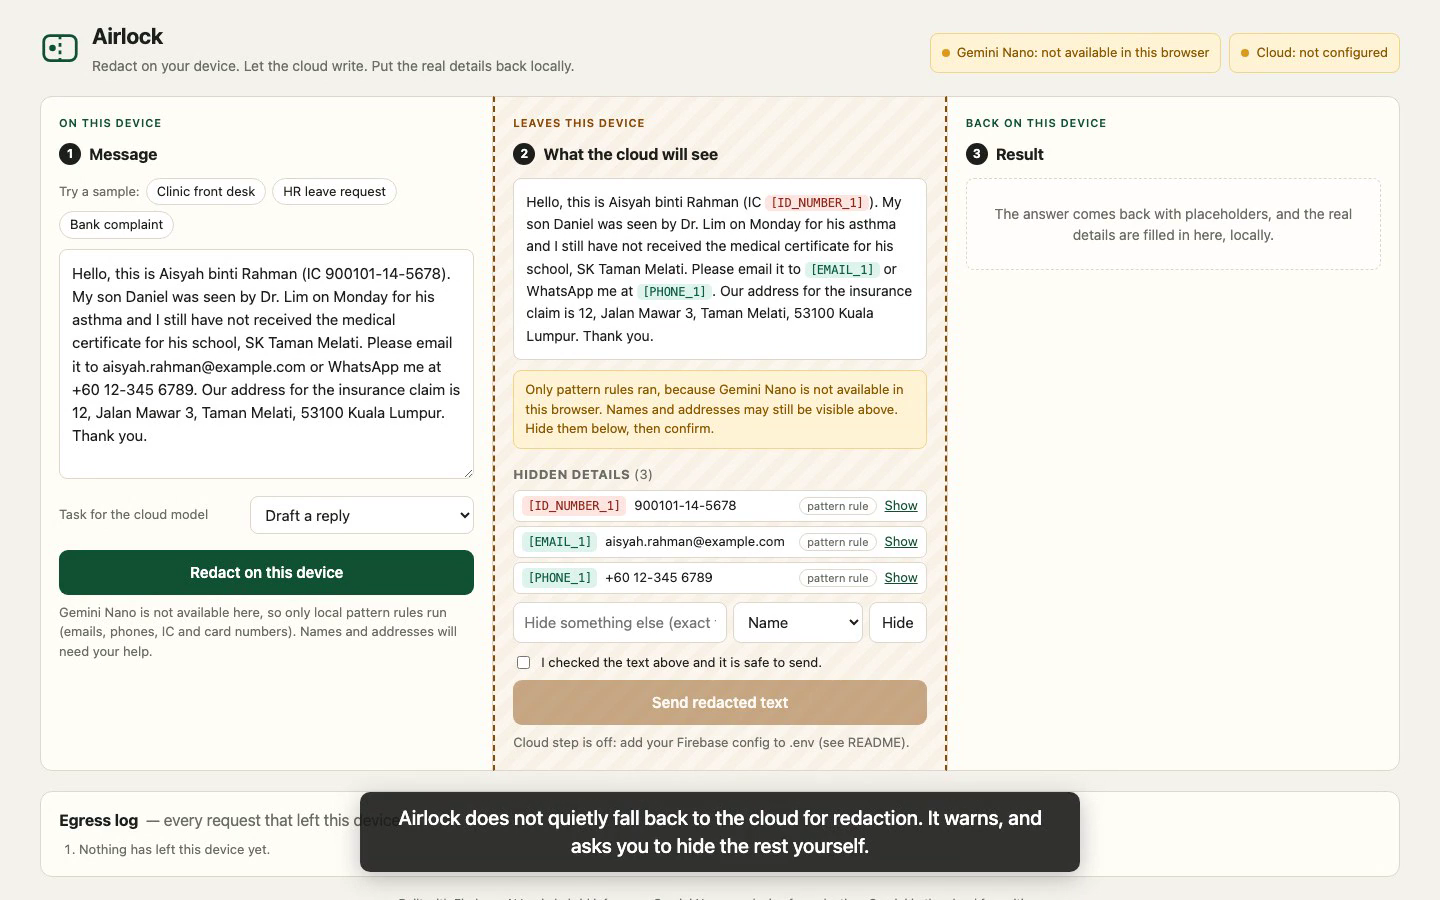 Airlock
Redact on your device. Let the cloud write. Put the real details back locally.
Gemini Nano: not available in this browser
Cloud: not configured
ON THIS DEVICE
1 Message
Try a sample: Clinic front desk HR leave request
Bank complaint
Hello, this is Aisyah binti Rahman (IC 900101-14-5678).
My son Daniel was seen by Dr. Lim on Monday for his
asthma and I still have not received the medical
certificate for his school, SK Taman Melati. Please email
it to aisyah.rahman@example.com or WhatsApp me at
+60 12-345 6789. Our address for the insurance claim is
12, Jalan Mawar 3, Taman Melati, 53100 Kuala Lumpur.
Thank you.
Task for the cloud model Draft a reply
Redact on this device
Gemini Nano is not available here, so only local pattern rules run
(emails, phones, IC and card numbers). Names and addresses will
need your help.
LEAVES THIS DEVICE
2 What the cloud will see
Hello, this is Aisyah binti Rahman (IC [ID_NUMBER_1]). My
son Daniel was seen by Dr. Lim on Monday for his asthma
and I still have not received the medical certificate for his
school, SK Taman Melati. Please email it to [EMAIL_1] or
WhatsApp me at [PHONE_1]. Our address for the insurance
claim is 12, Jalan Mawar 3, Taman Melati, 53100 Kuala
Lumpur. Thank you.
Only pattern rules ran, because Gemini Nano is not available in
this browser. Names and addresses may still be visible above.
Hide them below, then confirm.
HIDDEN DETAILS (3)
[ID_NUMBER_1] 900101-14-5678 pattern rule Show
[EMAIL_1] aisyah.rahman@example.com pattern rule Show
[PHONE_1] +60 12-345 6789 pattern rule Show
Hide something else (exact Name Hide
I checked the text above and it is safe to send.
Send redacted text
Cloud step is off: add your Firebase config to .env (see README).
BACK ON THIS DEVICE
3 Result
The answer comes back with placeholders, and the real
details are filled in here, locally.
Egress log — every request that left this device
1. Nothing has left this device yet.
Airlock does not quietly fall back to the cloud for redaction. It warns, and
asks you to hide the rest yourself.